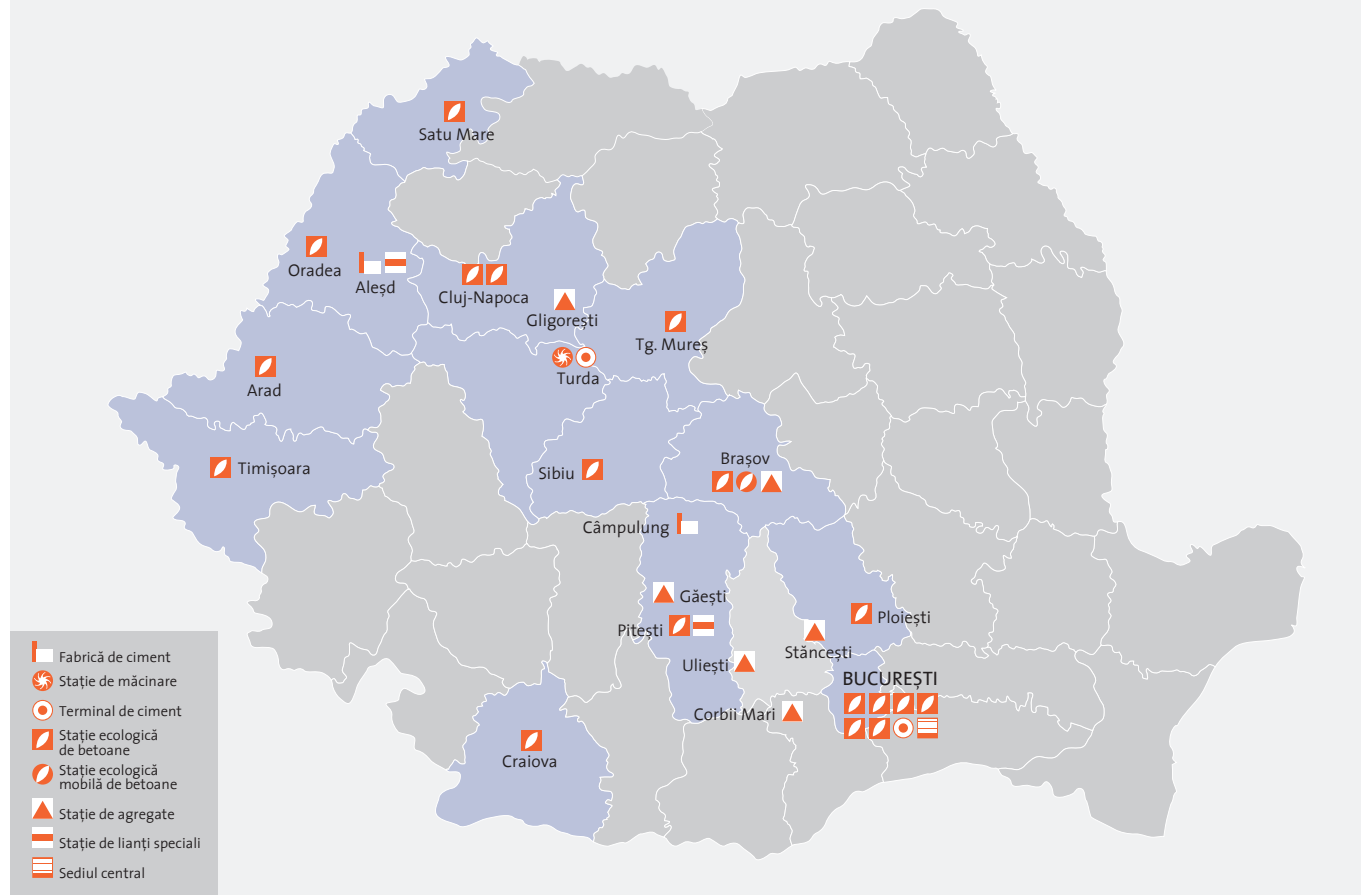 Satu Mare
Oradea
Aleșd
Cluj-Napoca
Gligorești
Tg. Mureș
Turda
Arad
Timișoara
Sibiu
Brașov
Câmpulung
Găești
Pitești
Ploiești
Stăncești
Uliești
BUCUREȘTI
Corbii Mari
Craiova
Fabrică de ciment
Stație de măcinare
Terminal de ciment
Stație ecologică
de betoane
Stație ecologică
mobilă de betoane
Stație de agregate
Stație de lianți speciali
Sediul central